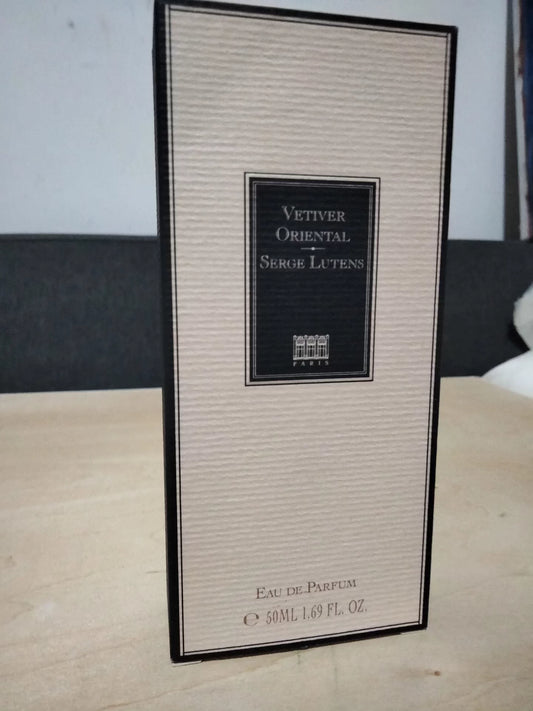 VETIVER
ORIENTAL
SERGE LUTENS
PARIS
EAU DE PARFUM
℮ 50ML 1.69 FL. OZ.